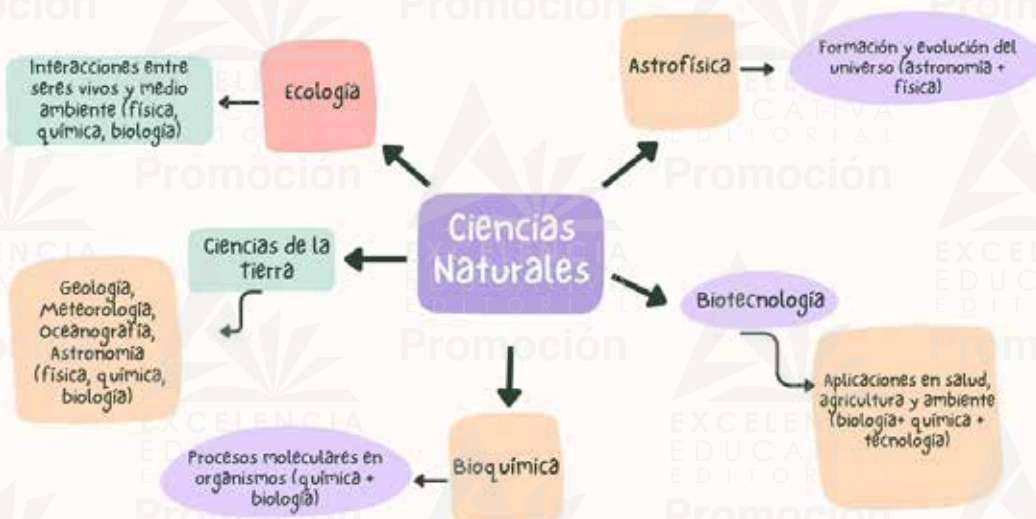 Ciencias
Naturales
Ecología
Interacciones entre
seres vivos y medio
ambiente (física,
química, biología)
Astrofísica
Formación y evolución del
universo (astronomía +
física)
Ciencias de la
tierra
Geología,
Meteorología,
Oceanografía,
Astronomía
(física, química,
biología)
Biotecnología
Aplicaciones en salud,
agricultura y ambiente
(biología+ química +
tecnología)
Bioquímica
Procesos moleculares en
organismos (química +
biología)
Promoción
Promoción
Promoción
EXCELENCIA
EDUCATIVA
EDITORIAL